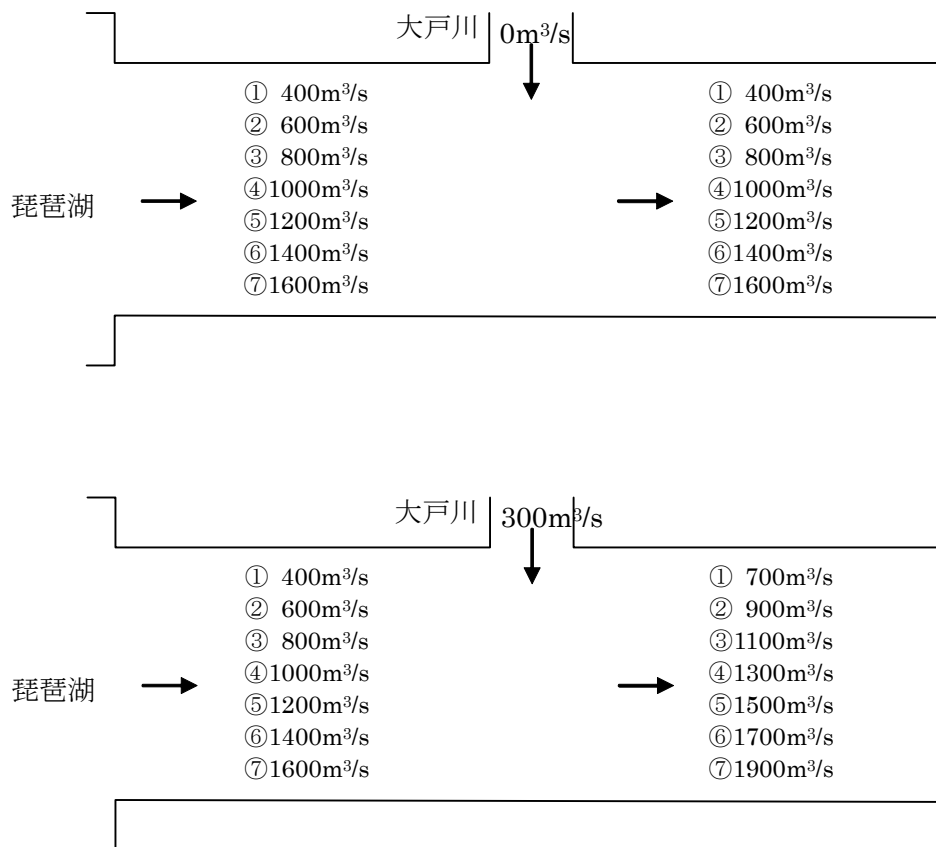 大戸川 0m³/s
① 400m³/s ① 400m³/s
② 600m³/s ② 600m³/s
③ 800m³/s ③ 800m³/s
④1000m³/s ④1000m³/s
琵琶湖
⑤1200m³/s ⑤1200m³/s
⑥1400m³/s ⑥1400m³/s
⑦1600m³/s ⑦1600m³/s
大戸川 300m³/s
① 400m³/s ① 700m³/s
② 600m³/s ② 900m³/s
③ 800m³/s ③1100m³/s
④1000m³/s ④1300m³/s
琵琶湖
⑤1200m³/s ⑤1500m³/s
⑥1400m³/s ⑥1700m³/s
⑦1600m³/s ⑦1900m³/s